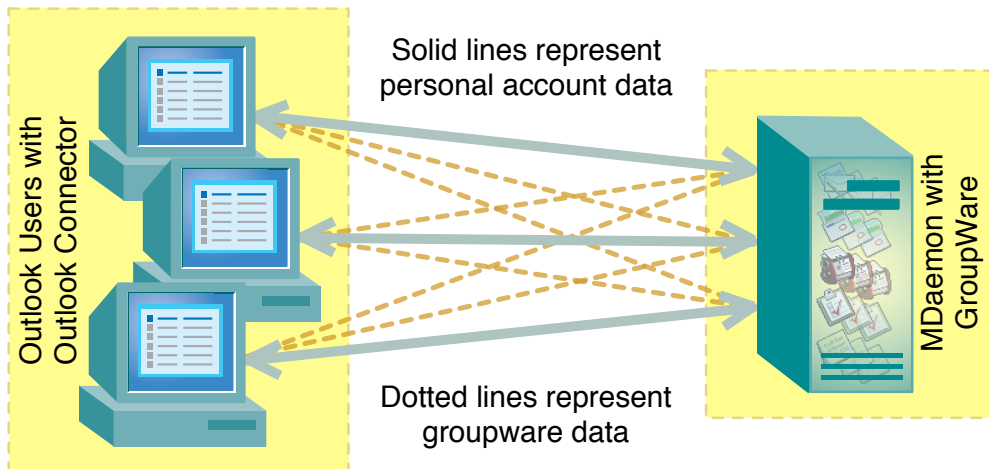 Solid lines represent
personal account data
Outlook Users with
Outlook Connector
MDaemon with
GroupWare
Dotted lines represent
groupware data